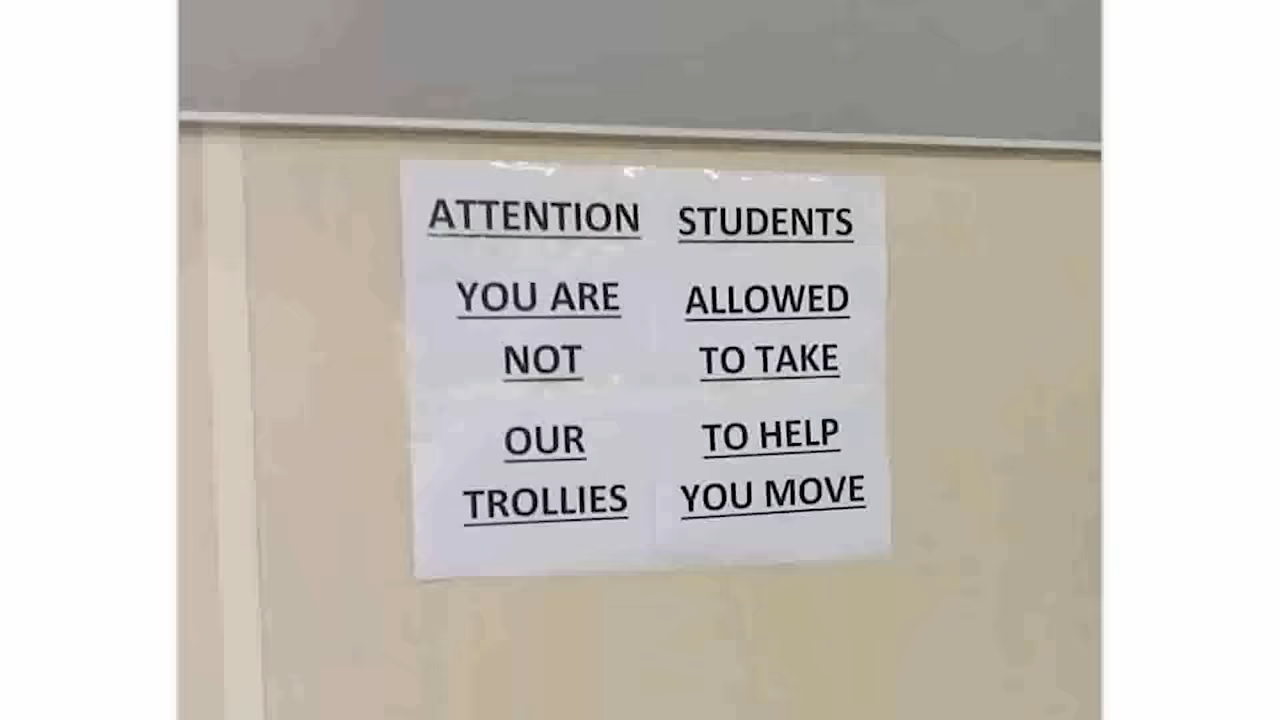 ATTENTION STUDENTS
YOU ARE ALLOWED
NOT TO TAKE
OUR TO HELP
TROLLIES YOU MOVE